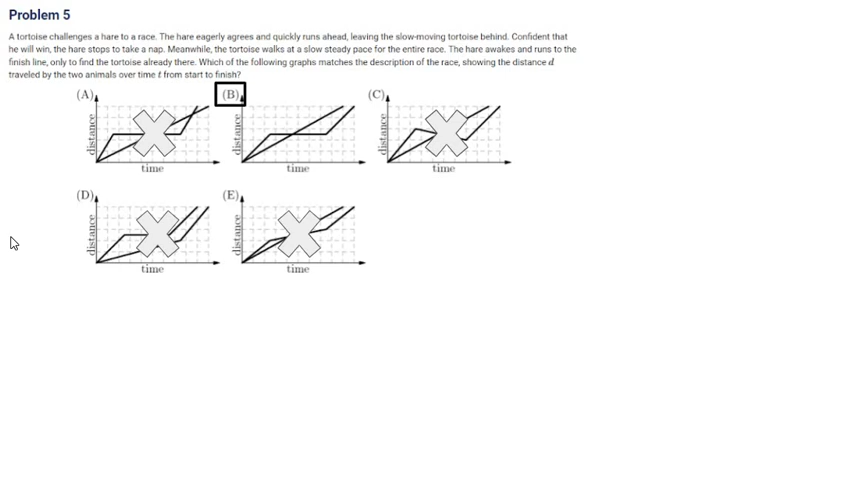 Problem 5
A tortoise challenges a hare to a race. The hare eagerly agrees and quickly runs ahead, leaving the slow-moving tortoise behind. Confident that
he will win, the hare stops to take a nap. Meanwhile, the tortoise walks at a slow steady pace for the entire race. The hare awakes and runs to the
finish line, only to find the tortoise already there. Which of the following graphs matches the description of the race, showing the distance d
traveled by the two animals over time t from start to finish?
(A) (B) (C)
distance distance distance
time time time
(D) (E)
distance distance
time time